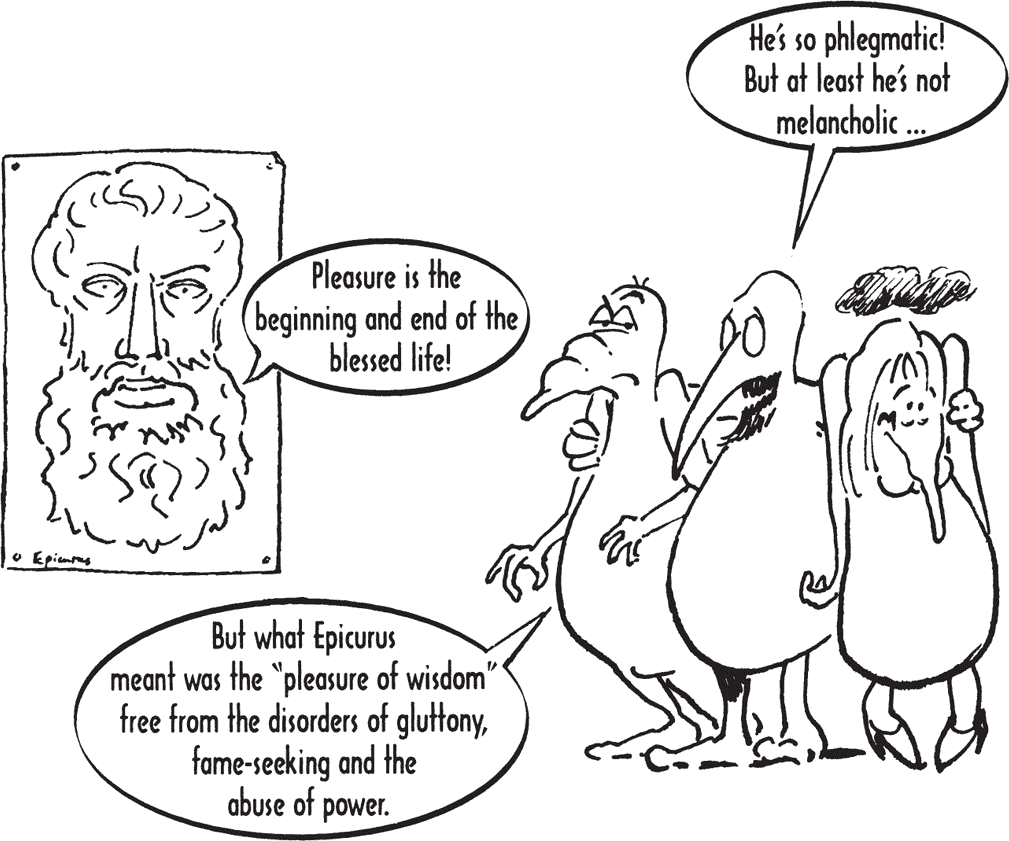 He's so phlegmatic!
But at least he's not
melancholic ...
Pleasure is the
beginning and end of the
blessed life!
Epicurus
But what Epicurus
meant was the “pleasure of wisdom”
free from the disorders of gluttony,
fame-seeking and the
abuse of power.